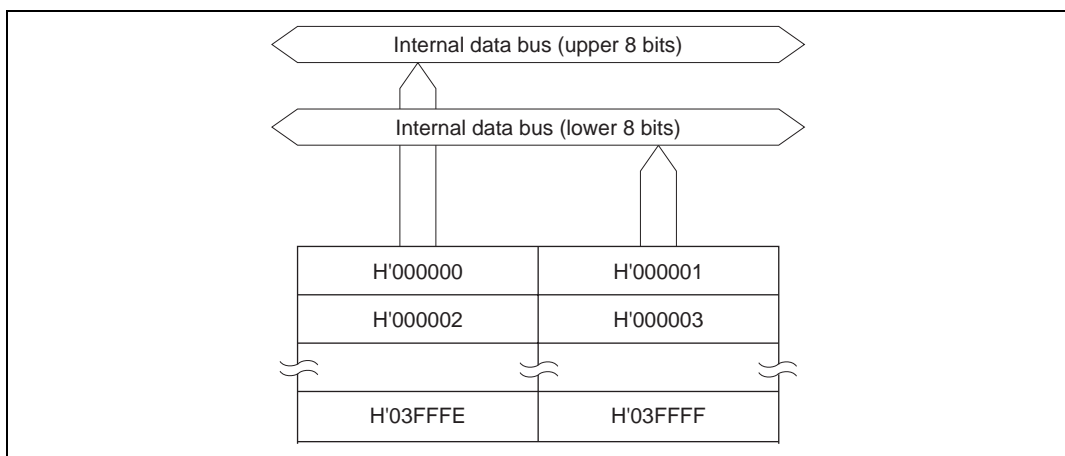 Internal data bus (upper 8 bits)
Internal data bus (lower 8 bits)
H'000000 H'000001
H'000002 H'000003
H'03FFFE H'03FFFF